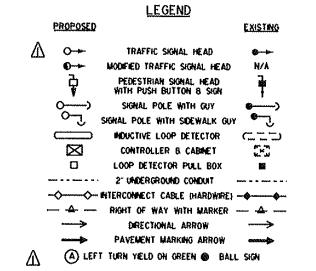 LEGEND
PROPOSED EXISTING
TRAFFIC SIGNAL HEAD
MODIFIED TRAFFIC SIGNAL HEAD N/A
PEDESTRIAN SIGNAL HEAD
WITH PUSH BUTTON & SIGN
SIGNAL POLE WITH GUY
SIGNAL POLE WITH SIDEWALK GUY
INDUCTIVE LOOP DETECTOR
CONTROLLER & CABINET
LOOP DETECTOR PULL BOX
2" UNDERGROUND CONDUIT
INTERCONNECT CABLE (HARDWIRE)
RIGHT OF WAY WITH MARKER
DIRECTIONAL ARROW
PAVEMENT MARKING ARROW
A LEFT TURN YIELD ON GREEN ● BALL SIGN